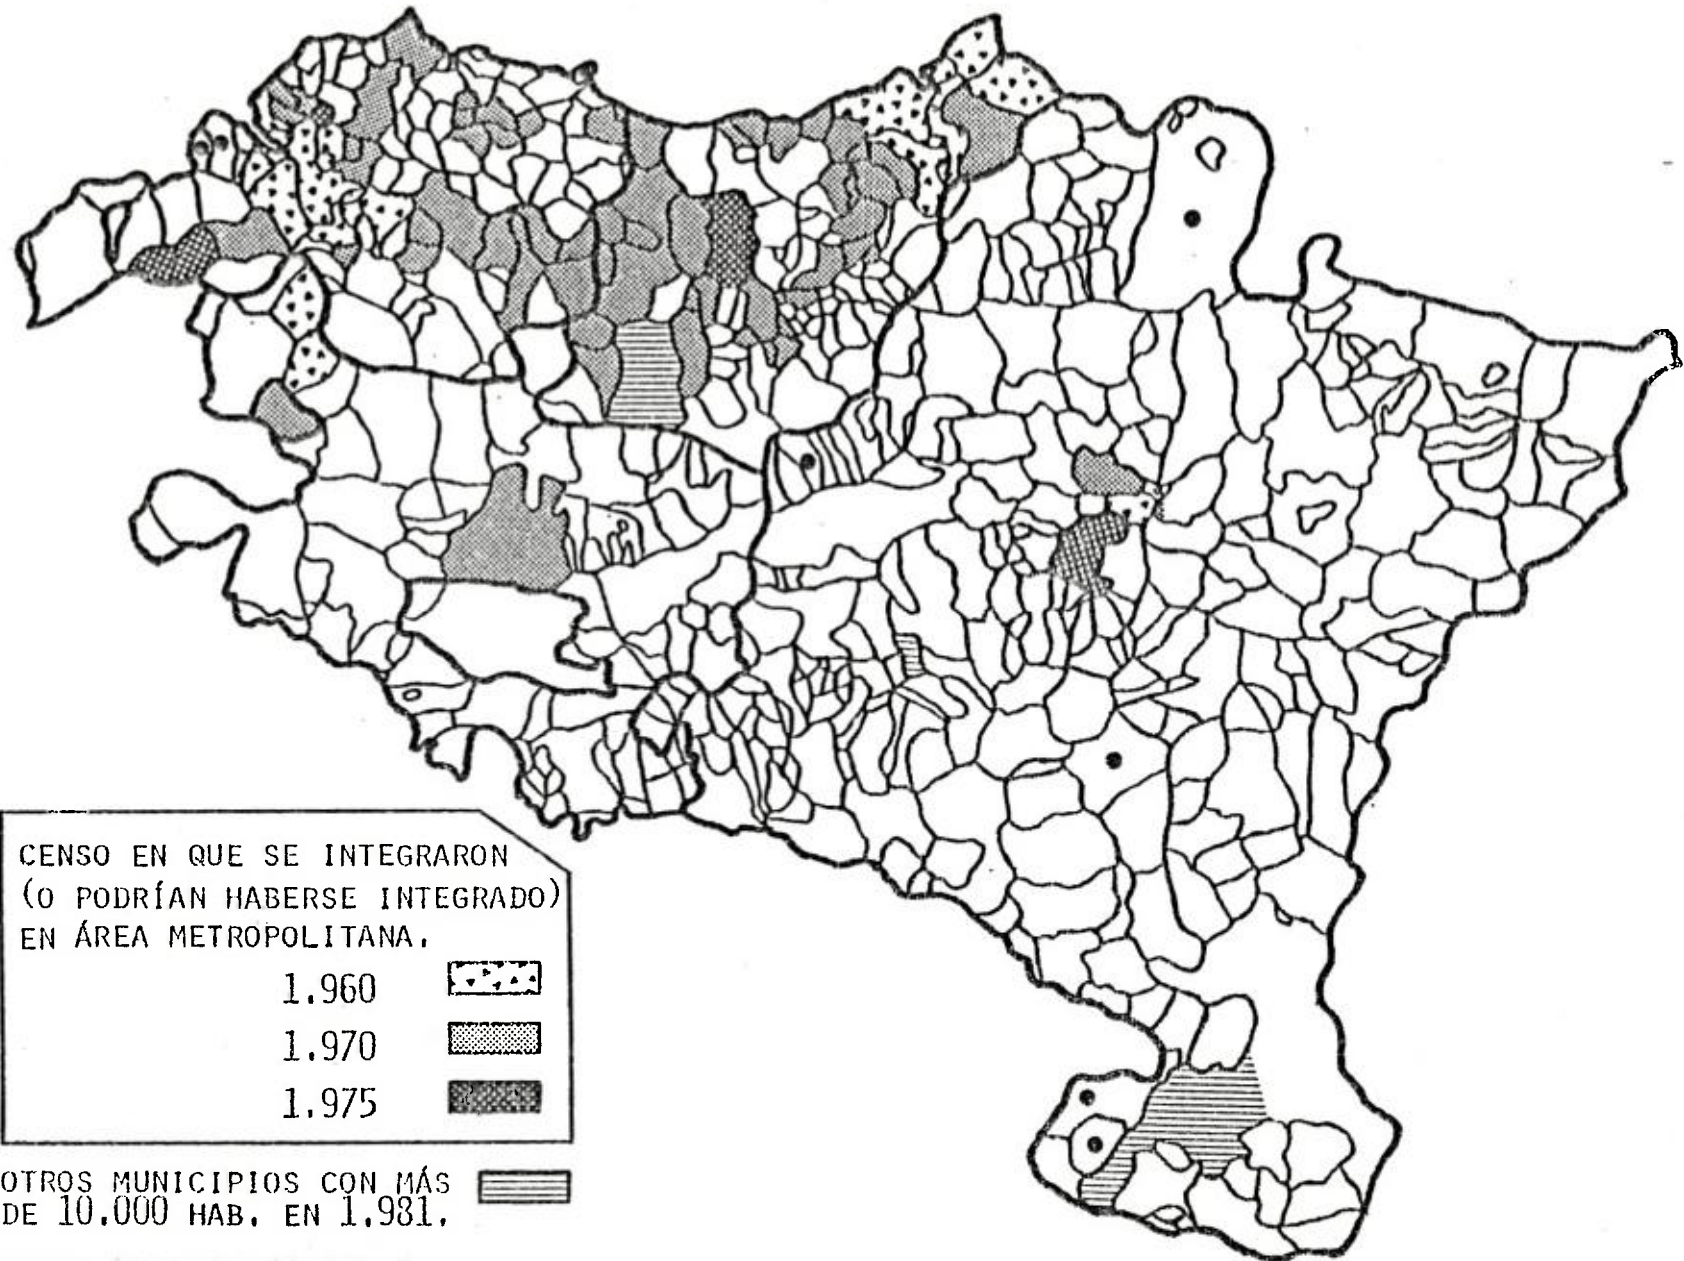 CENSO EN QUE SE INTEGRARON
(O PODRÍAN HABERSE INTEGRADO)
EN ÁREA METROPOLITANA.
1.960
1.970
1.975
OTROS MUNICIPIOS CON MÁS
DE 10.000 HAB. EN 1.981.